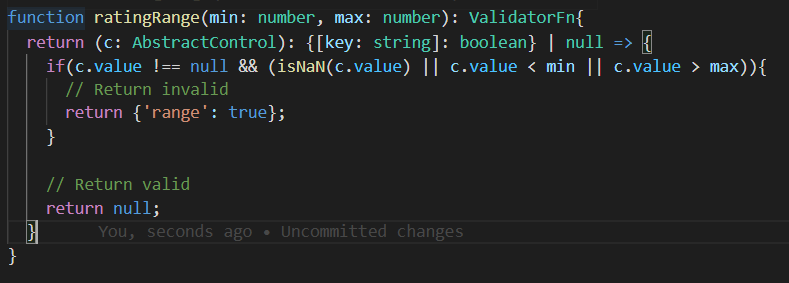 function ratingRange(min: number, max: number): ValidatorFn{
  return (c: AbstractControl): {[key: string]: boolean} | null => {
    if(c.value !== null && (isNaN(c.value) || c.value < min || c.value > max)){
      // Return invalid
      return {'range': true};
    }

    // Return valid
    return null;
  }      You, seconds ago • Uncommitted changes
}